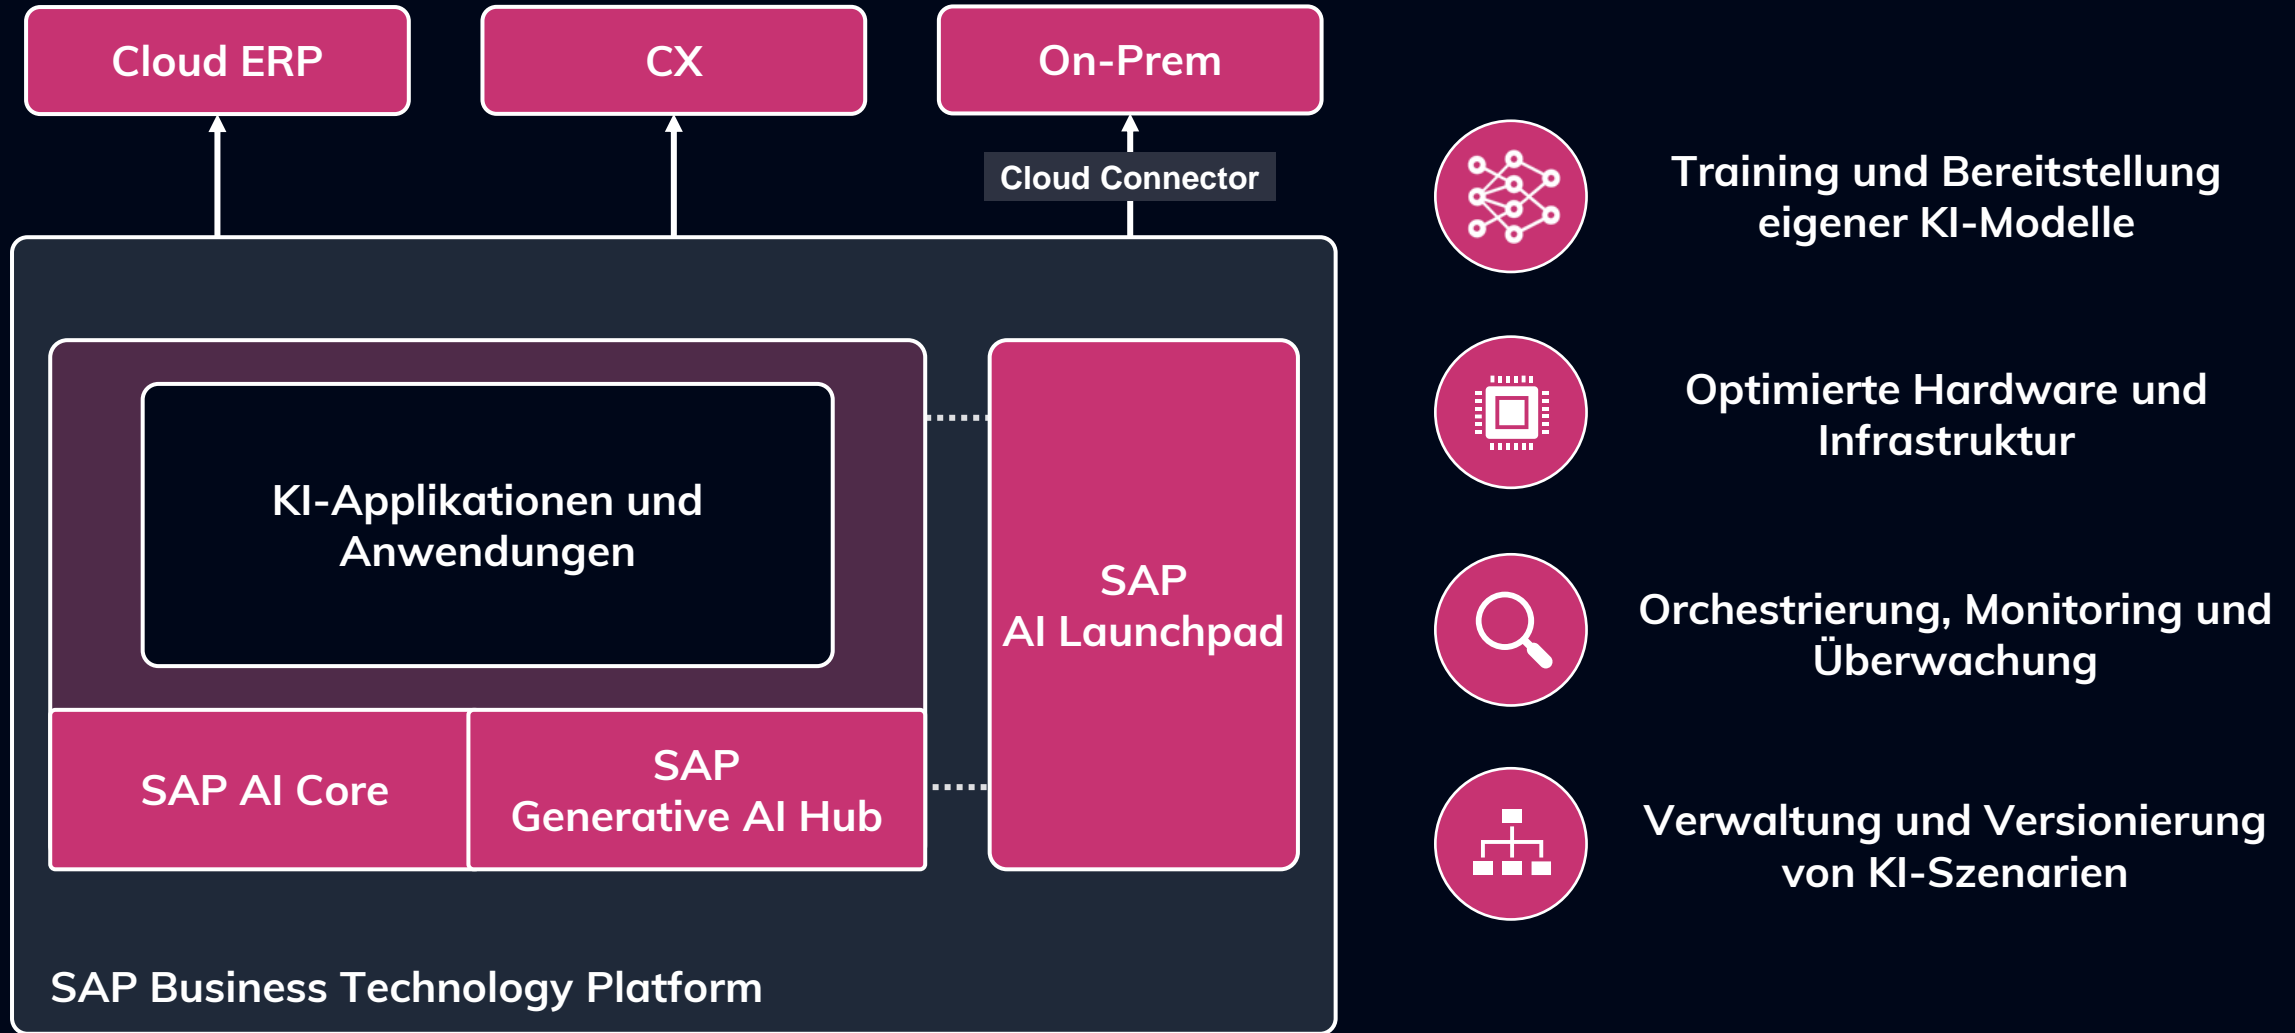 Cloud ERP
CX
On-Prem
Cloud Connector
KI-Applikationen und
Anwendungen
SAP
AI Launchpad
SAP AI Core
SAP
Generative AI Hub
SAP Business Technology Platform
Training und Bereitstellung
eigener KI-Modelle
Optimierte Hardware und
Infrastruktur
Orchestrierung, Monitoring und
Überwachung
Verwaltung und Versionierung
von KI-Szenarien